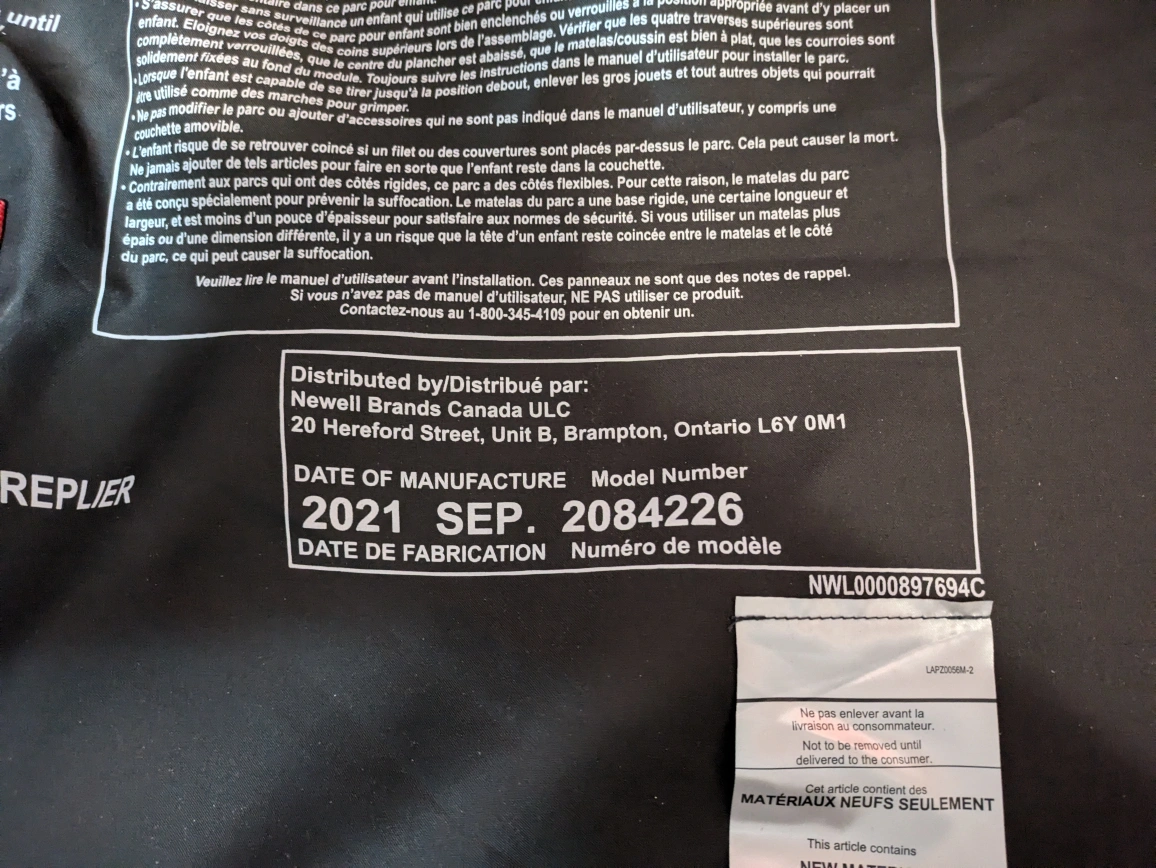 until
'à
rs
REPLIER
dans ce parc pour enfant.
laisser sans surveillance un enfant qui utilise ce parc pour
• S'assurer que les côtés de ce parc pour enfant sont bien enclenchés ou verrouillés à la position appropriée avant d'y placer un
enfant. Eloignez vos doigts des coins supérieurs lors de l'assemblage. Vérifier que les quatre traverses supérieures sont
complètement verrouillées, que le centre du plancher est abaissé, que le matelas/coussin est bien à plat, que les courroies sont
solidement fixées au fond du module. Toujours suivre les instructions dans le manuel d'utilisateur pour installer le parc.
•Lorsque l'enfant est capable de se tirer jusqu'à la position debout, enlever les gros jouets et tout autres objets qui pourrait
être utilisé comme des marches pour grimper.
• Ne pas modifier le parc ou ajouter d'accessoires qui ne sont pas indiqué dans le manuel d'utilisateur, y compris une
couchette amovible.
• L'enfant risque de se retrouver coincé si un filet ou des couvertures sont placés par-dessus le parc. Cela peut causer la mort.
Ne jamais ajouter de tels articles pour faire en sorte que l'enfant reste dans la couchette.
• Contrairement aux parcs qui ont des côtés rigides, ce parc a des côtés flexibles. Pour cette raison, le matelas du parc
a été conçu spécialement pour prévenir la suffocation. Le matelas du parc a une base rigide, une certaine longueur et
largeur, et est moins d'un pouce d'épaisseur pour satisfaire aux normes de sécurité. Si vous utiliser un matelas plus
épais ou d'une dimension différente, il y a un risque que la tête d'un enfant reste coincée entre le matelas et le côté
du parc, ce qui peut causer la suffocation.
Veuillez lire le manuel d'utilisateur avant l'installation. Ces panneaux ne sont que des notes de rappel.
Si vous n'avez pas de manuel d'utilisateur, NE PAS utiliser ce produit.
Contactez-nous au 1-800-345-4109 pour en obtenir un.
Distributed by/Distribué par:
Newell Brands Canada ULC
20 Hereford Street, Unit B, Brampton, Ontario L6Y 0M1
DATE OF MANUFACTURE Model Number
2021 SEP. 2084226
DATE DE FABRICATION Numéro de modèle
NWL0000897694C
LAPZ0056M-2
Ne pas enlever avant la
livraison au consommateur.
Not to be removed until
delivered to the consumer.
Cet article contient des
MATÉRIAUX NEUFS SEULEMENT
This article contains